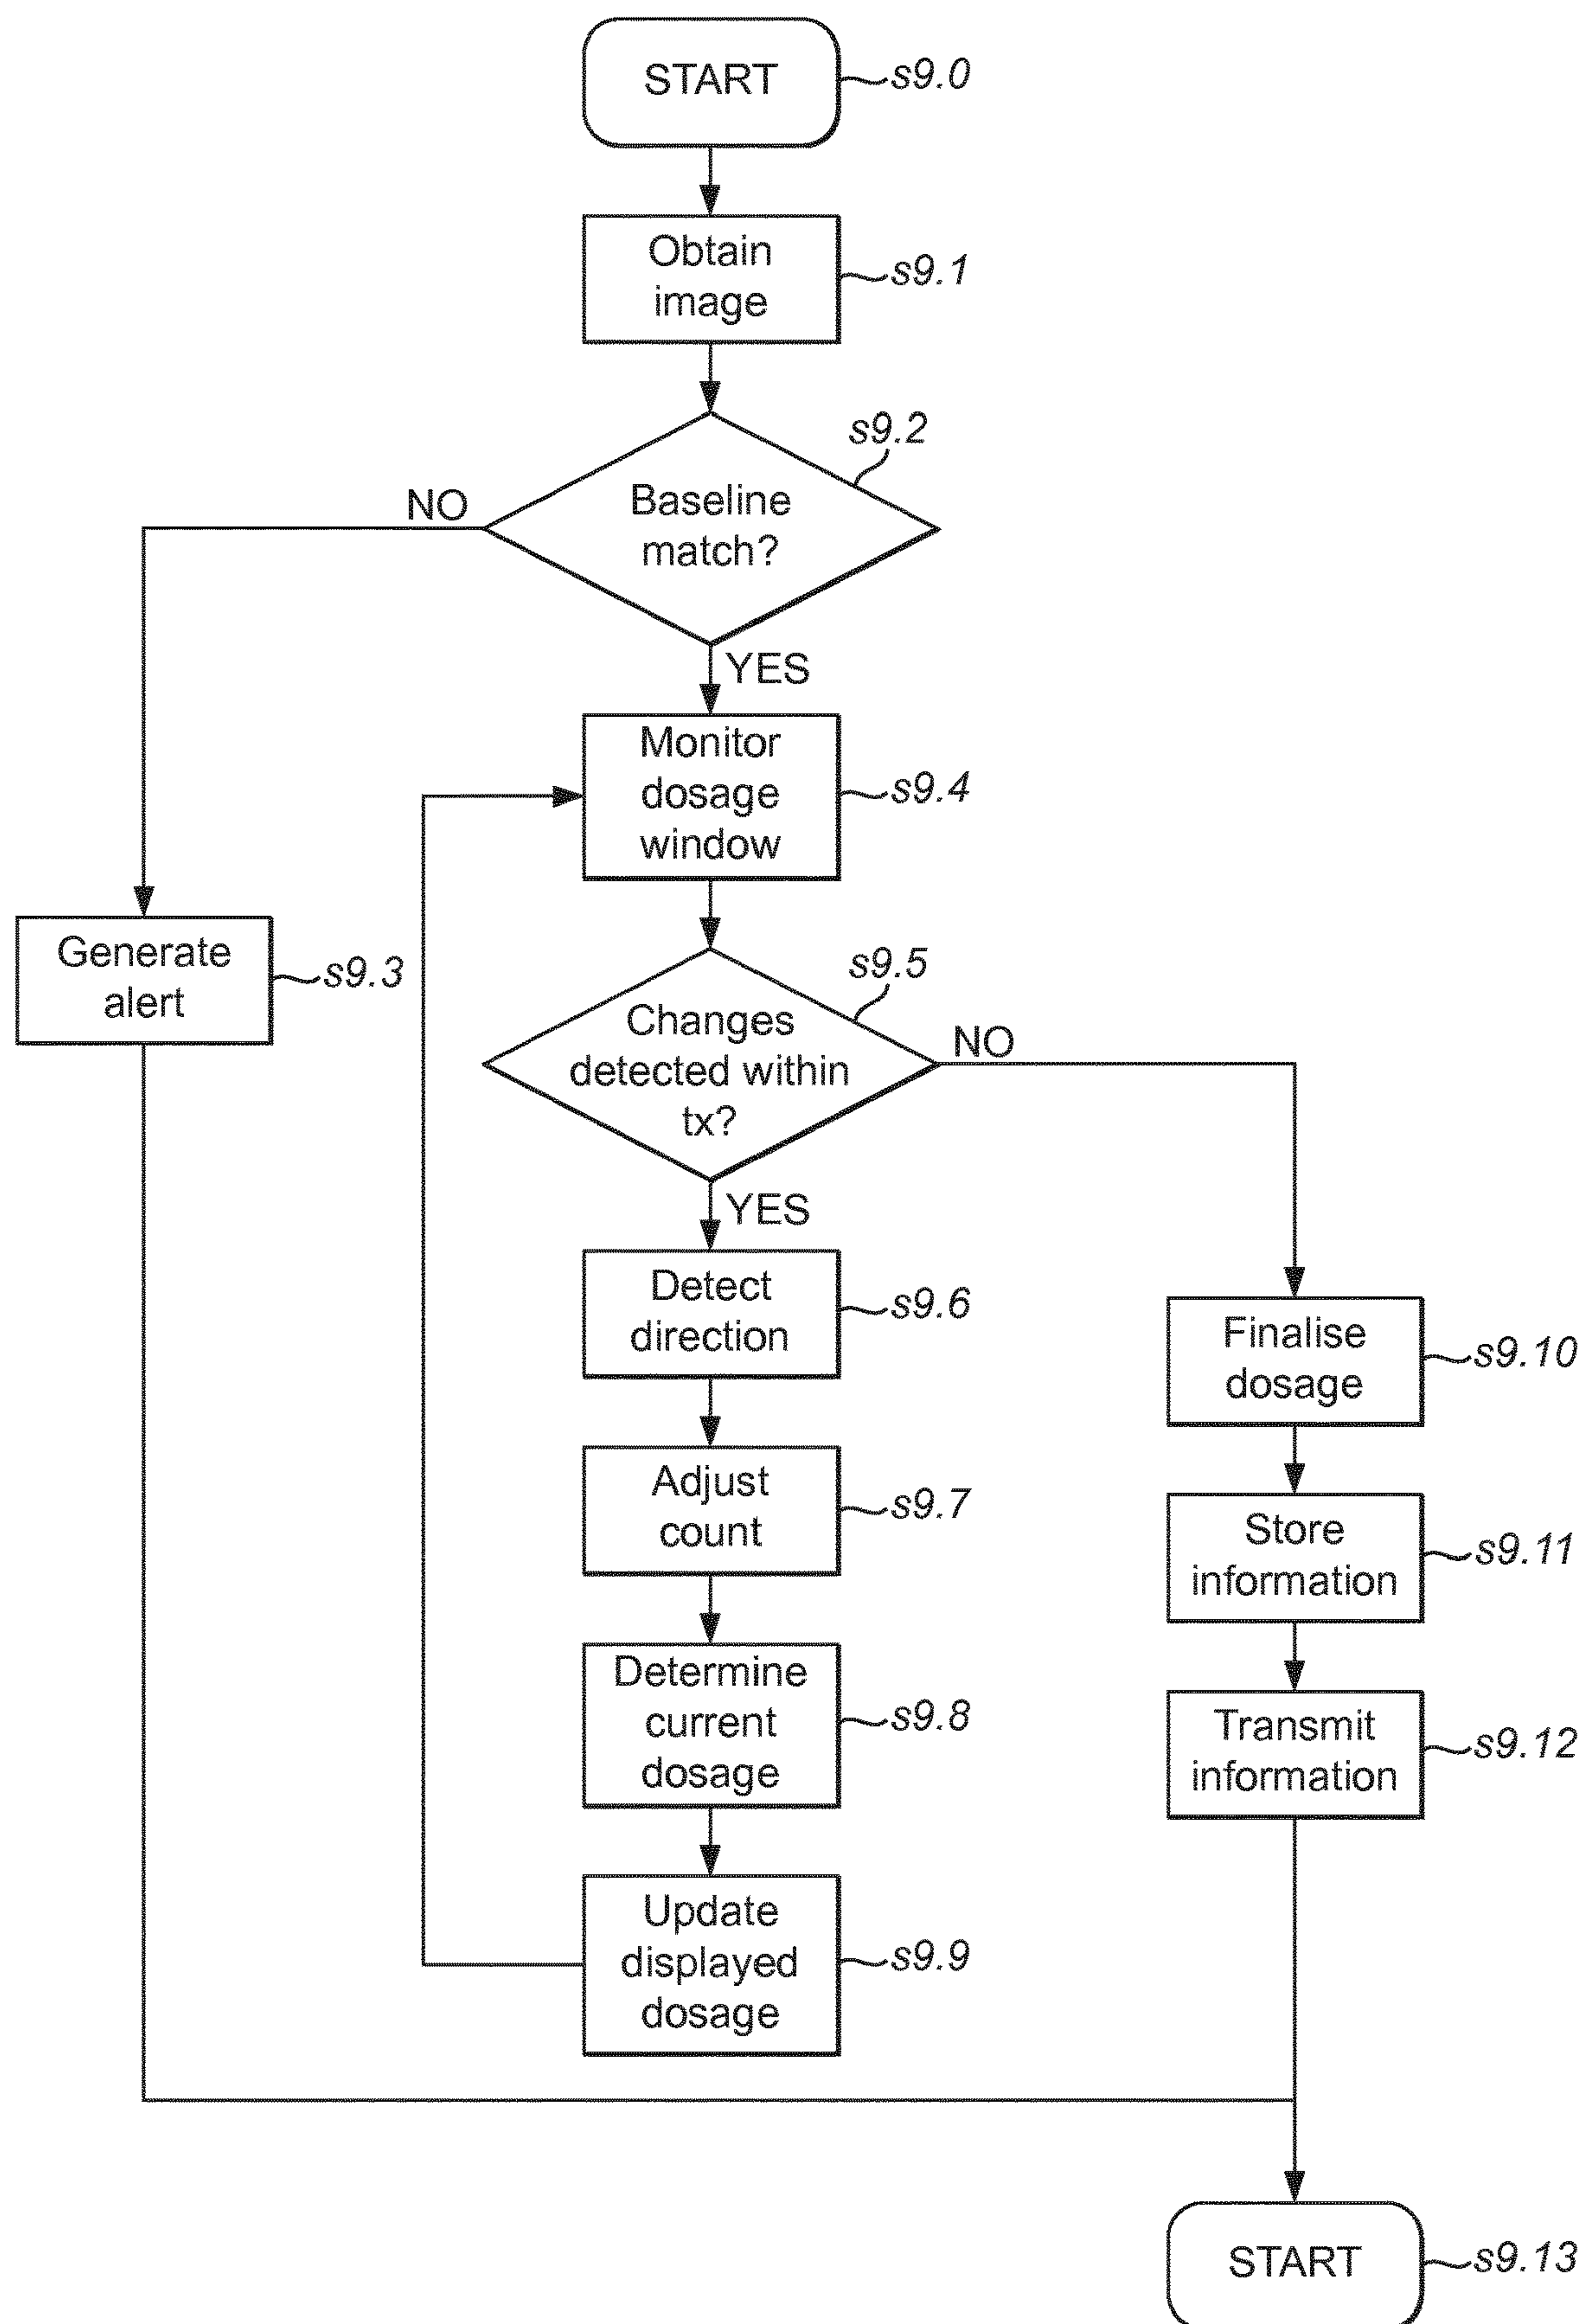 START
s9.0
Obtain
image
s9.1
s9.2
NO
Baseline
match?
YES
Monitor
dosage
window
s9.4
Generate
alert
s9.3
s9.5
Changes
detected within
tx?
NO
YES
Detect
direction
s9.6
Finalise
dosage
s9.10
Adjust
count
s9.7
Store
information
s9.11
Determine
current
dosage
s9.8
Transmit
information
s9.12
Update
displayed
dosage
s9.9
START
s9.13